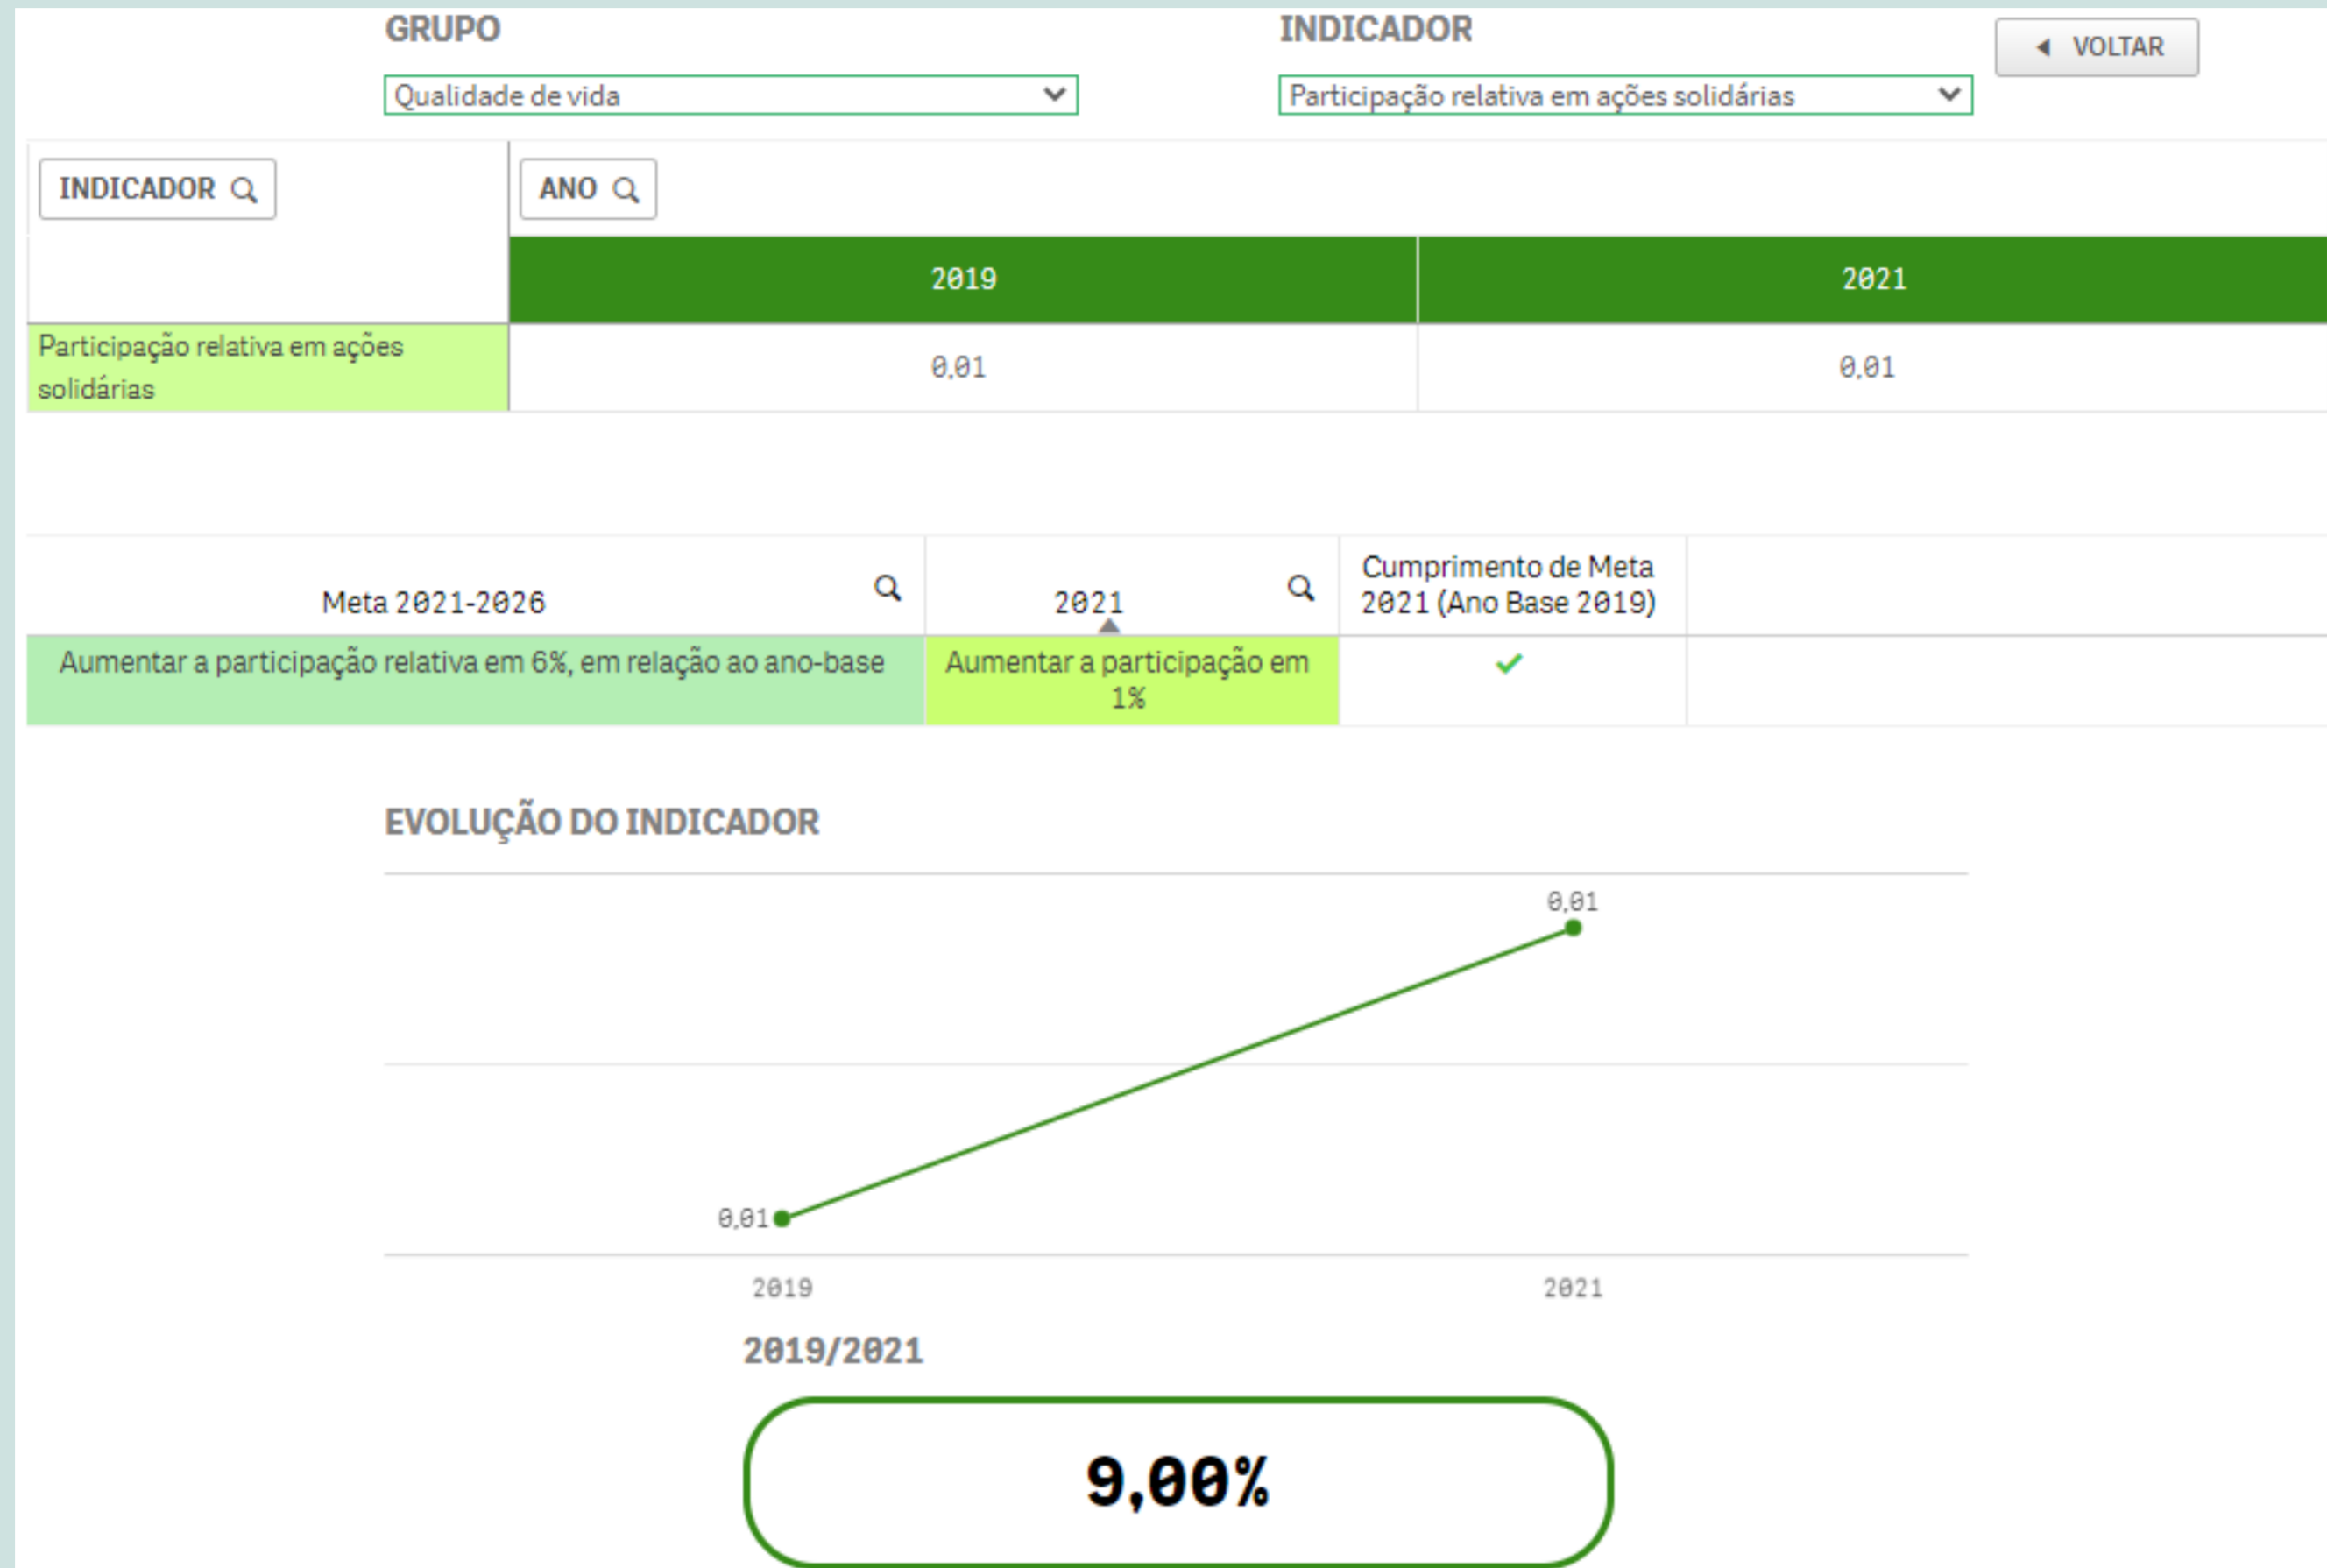 GRUPO
INDICADOR
VOLTAR
Qualidade de vida
Participação relativa em ações solidárias
INDICADOR
ANO
2019
2021
Participação relativa em ações
solidárias
0,01
0,01
Meta 2021-2026
2021
Cumprimento de Meta
2021 (Ano Base 2019)
Aumentar a participação relativa em 6%, em relação ao ano-base
Aumentar a participação em
1%
EVOLUÇÃO DO INDICADOR
0,01
0,01
2019
2021
2019/2021
9,00%